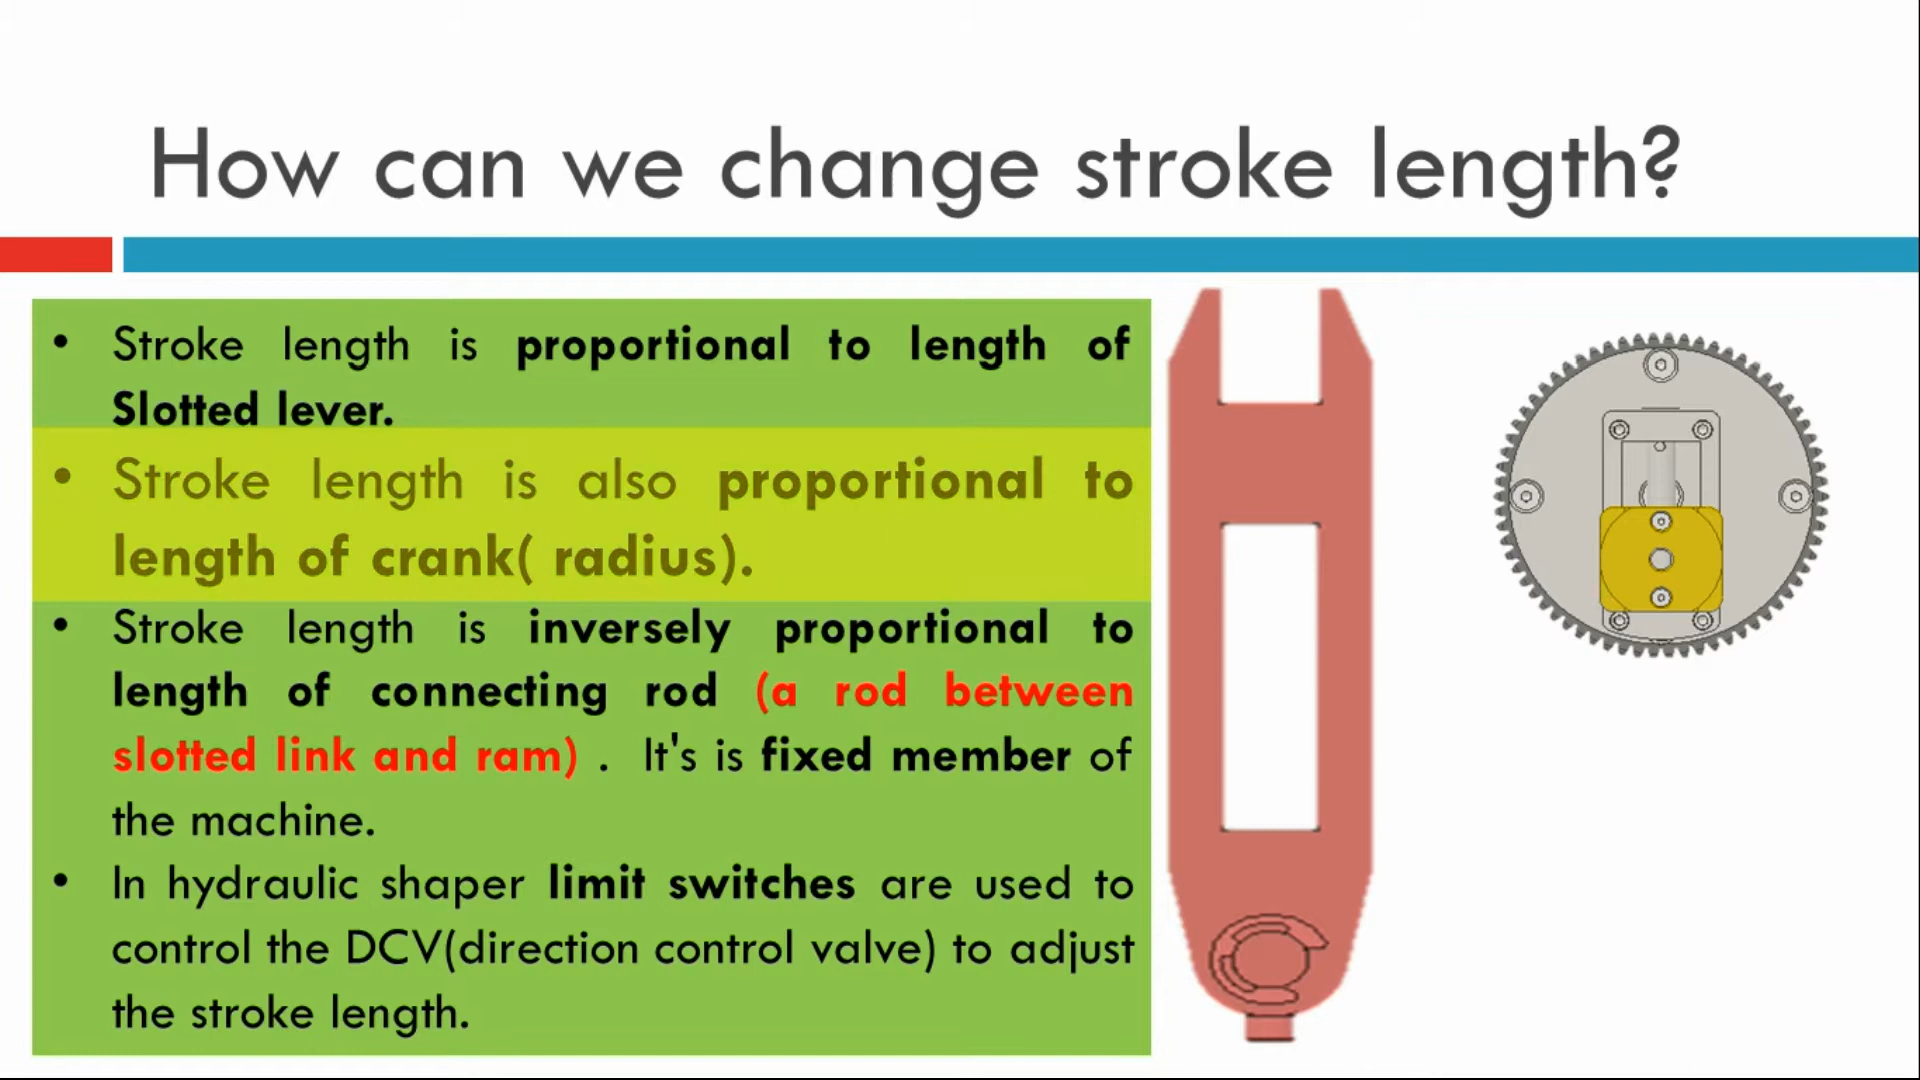 How can we change stroke length?
• Stroke length is proportional to length of
Slotted lever.
• Stroke length is also proportional to
length of crank( radius).
• Stroke length is inversely proportional to
length of connecting rod (a rod between
slotted link and ram) . It's is fixed member of
the machine.
• In hydraulic shaper limit switches are used to
control the DCV(direction control valve) to adjust
the stroke length.